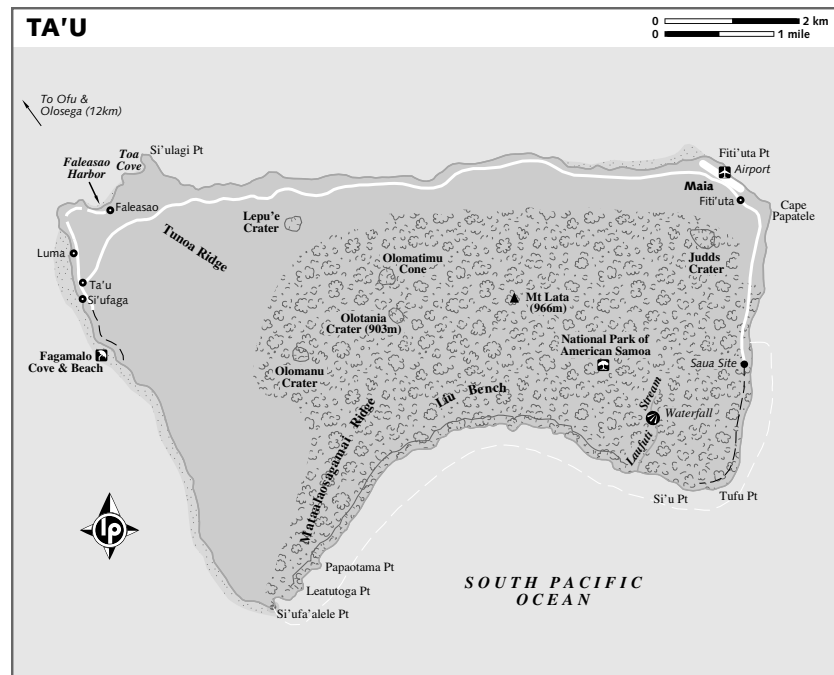 TA'U
0 2 km
0 1 mile
To Ofu &
Olosega (12km)
Toa
Cove
Si'ulagi Pt
Faleasao
Harbor
Faleasao
Fiti'uta Pt
Airport
Maia
Fiti'uta
Cape
Papatele
Lepu'e
Crater
Tunoa Ridge
Luma
Olomatimu
Cone
Judds
Crater
Ta'u
Si'ufaga
Mt Lata
(966m)
Olotania
Crater (903m)
National Park of
American Samoa
Fagamalo
Cove & Beach
Olomanu
Crater
Saua Site
Liu Bench
Mataalaosagamai Ridge
Laufuti Stream
Waterfall
Si'u Pt
Tufu Pt
lp
Papaotama Pt
Leatutoga Pt
Si'ufa'alele Pt
SOUTH PACIFIC
OCEAN